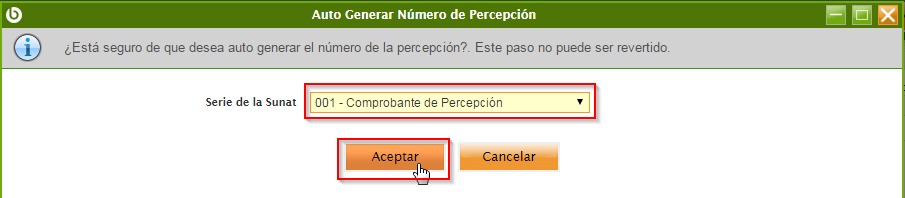 Auto Generar Número de Percepción
¿Está seguro de que desea auto generar el número de la percepción?. Este paso no puede ser revertido.
Serie de la Sunat 001 - Comprobante de Percepción
Aceptar Cancelar